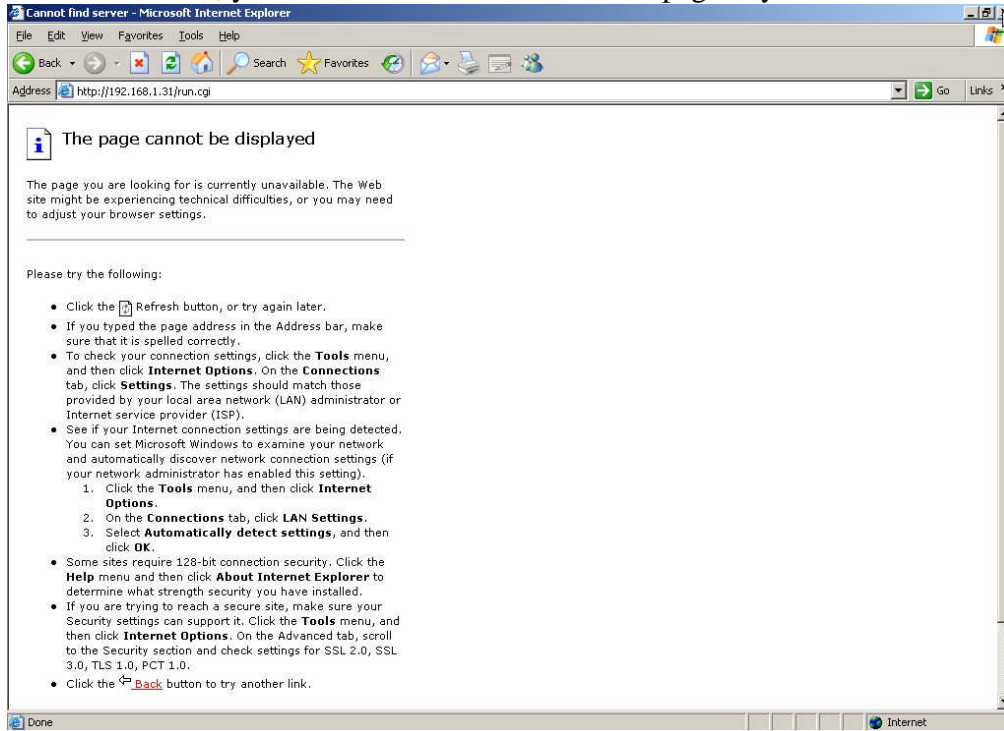 Cannot find server - Microsoft Internet Explorer
File Edit View Favorites Tools Help
Back Search Favorites
Address http://192.168.1.31/run.cgi Go Links
The page cannot be displayed
The page you are looking for is currently unavailable. The Web
site might be experiencing technical difficulties, or you may need
to adjust your browser settings.
Please try the following:
• Click the Refresh button, or try again later.
• If you typed the page address in the Address bar, make
sure that it is spelled correctly.
• To check your connection settings, click the Tools menu,
and then click Internet Options. On the Connections
tab, click Settings. The settings should match those
provided by your local area network (LAN) administrator or
Internet service provider (ISP).
• See if your Internet connection settings are being detected.
You can set Microsoft Windows to examine your network
and automatically discover network connection settings (if
your network administrator has enabled this setting).
1. Click the Tools menu, and then click Internet
Options.
2. On the Connections tab, click LAN Settings.
3. Select Automatically detect settings, and then
click OK.
• Some sites require 128-bit connection security. Click the
Help menu and then click About Internet Explorer to
determine what strength security you have installed.
• If you are trying to reach a secure site, make sure your
Security settings can support it. Click the Tools menu, and
then click Internet Options. On the Advanced tab, scroll
to the Security section and check settings for SSL 2.0, SSL
3.0, TLS 1.0, PCT 1.0.
• Click the Back button to try another link.
Done Internet